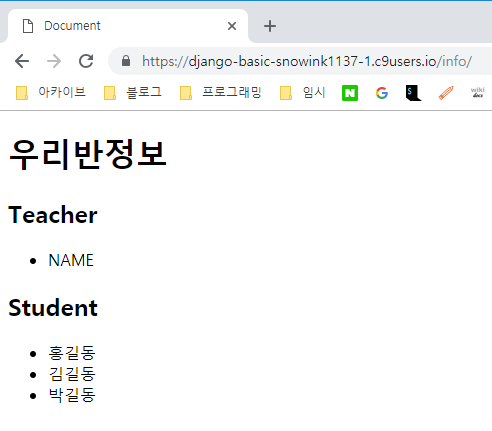 Document
https://django-basic-snowink1137-1.c9users.io/info/
아카이브 블로그 프로그래밍 임시 N G S wiki docs
우리반정보
Teacher
NAME
Student
홍길동
김길동
박길동